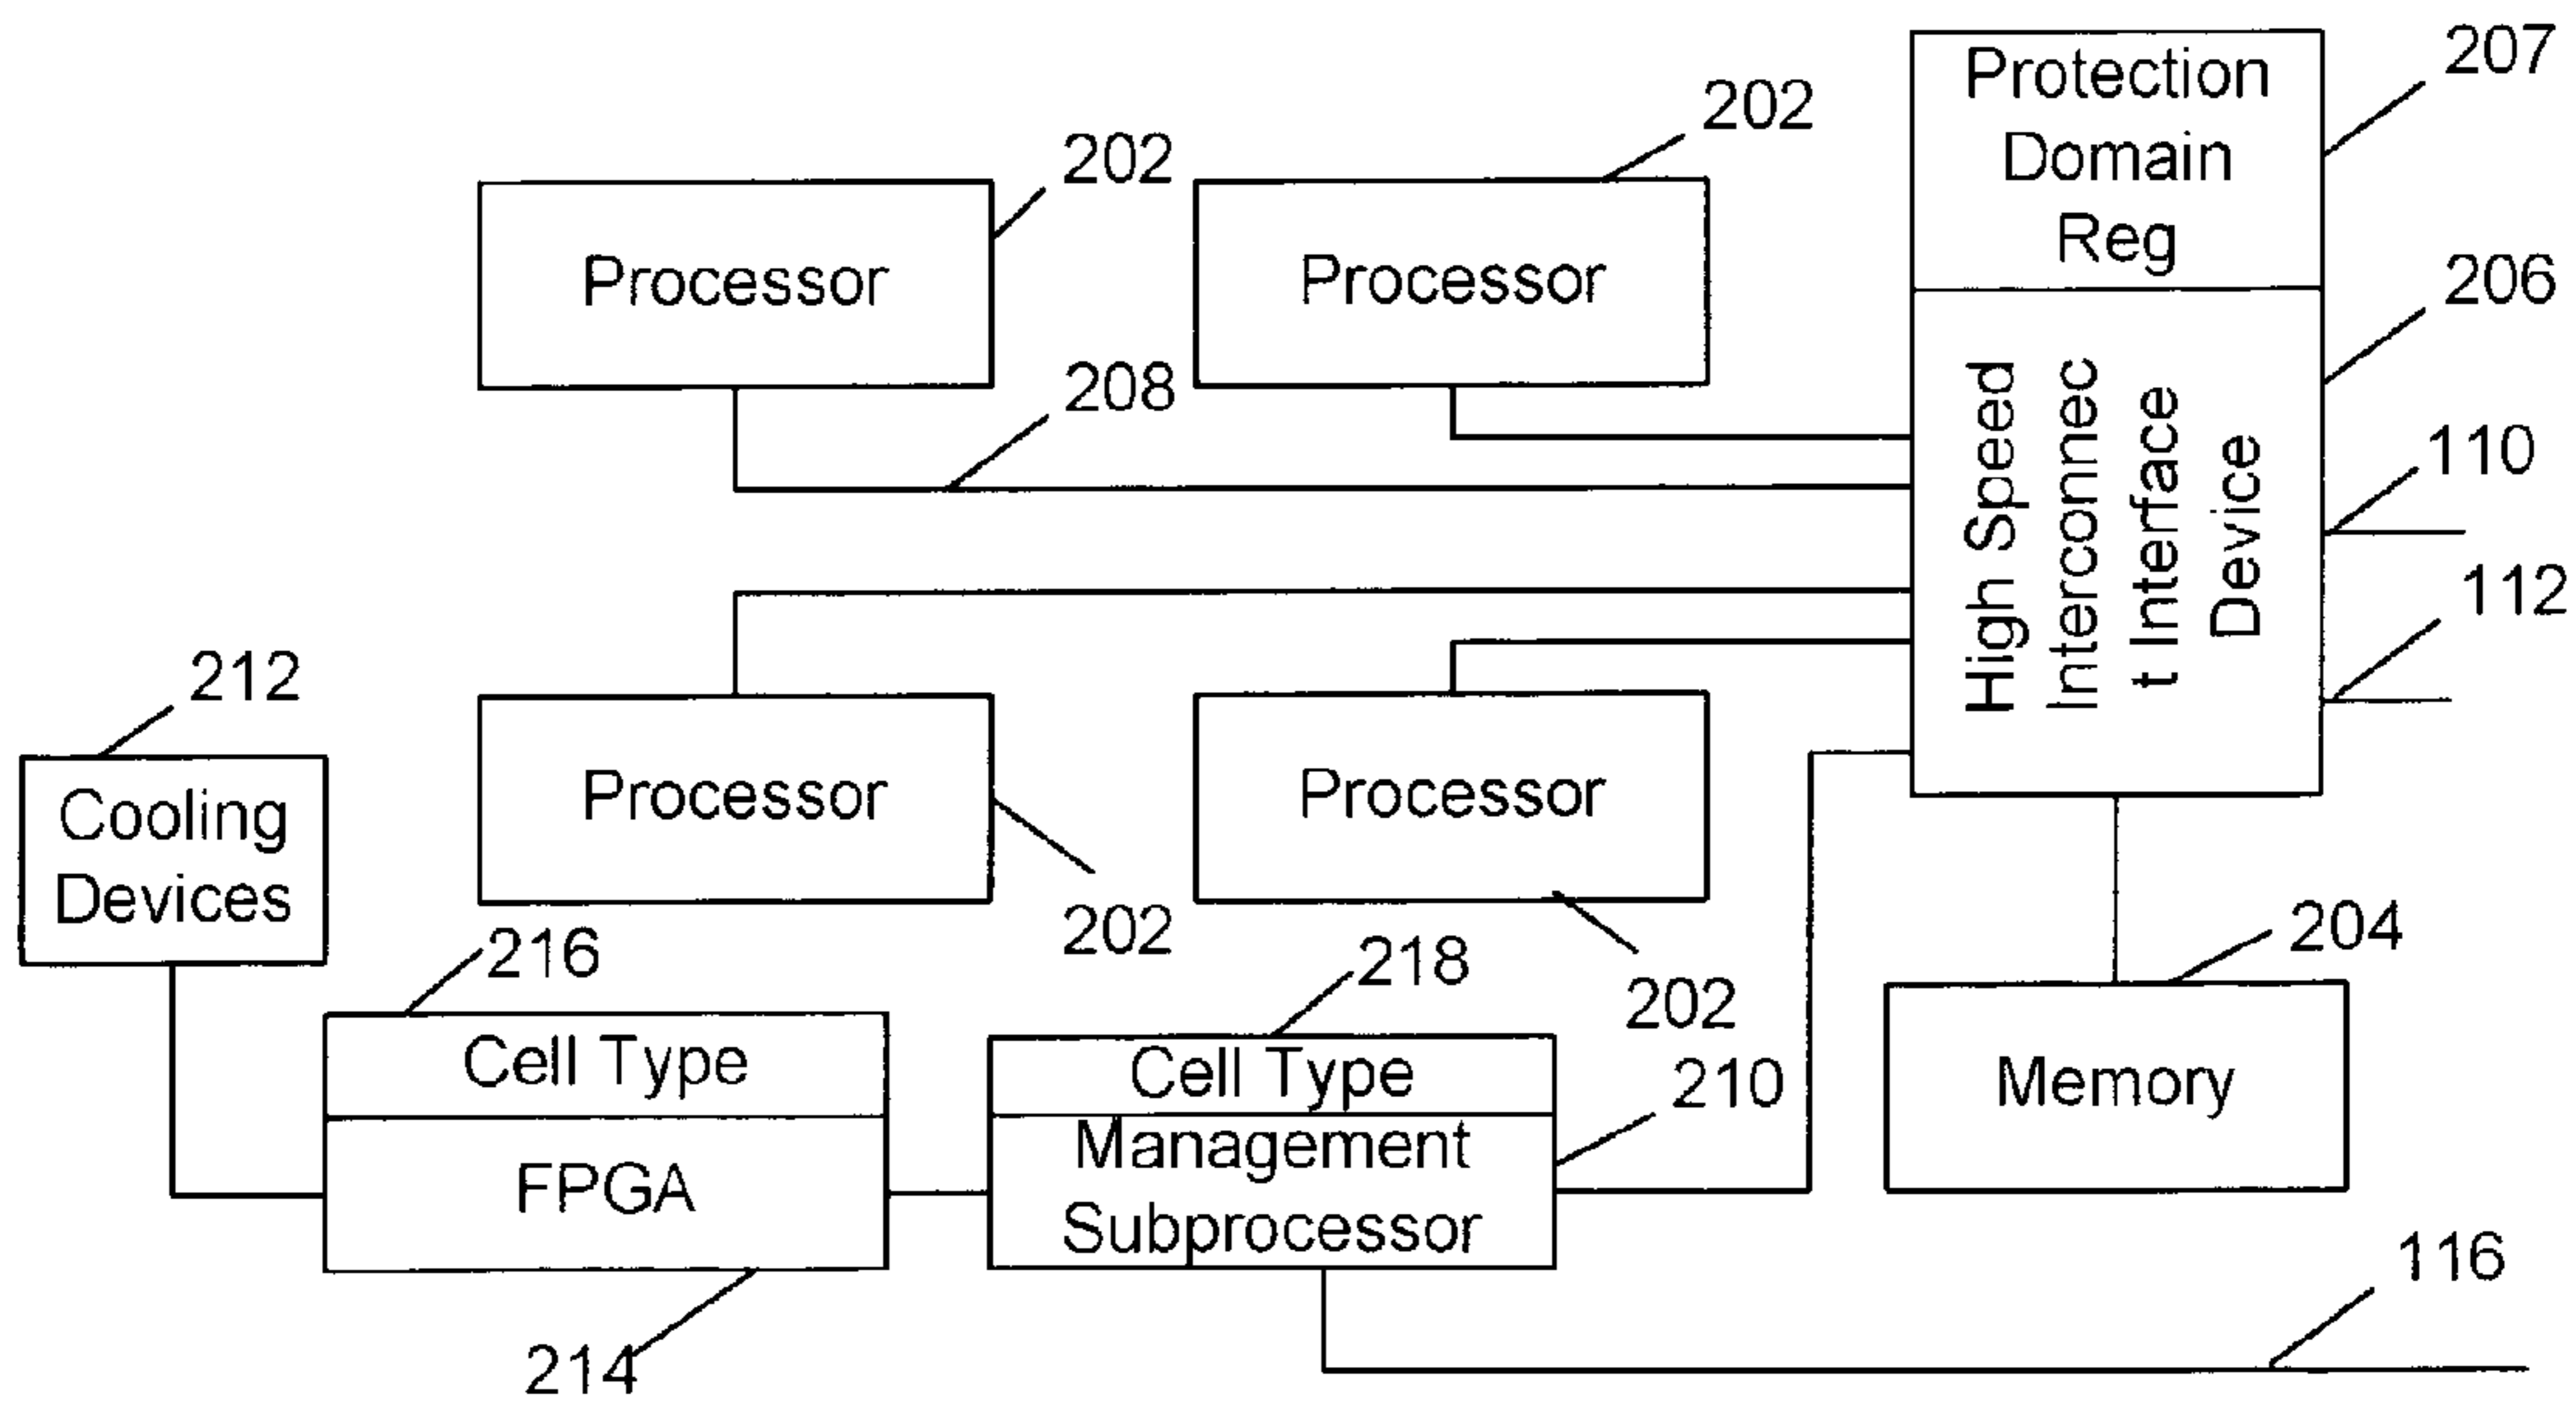 207
Protection
Domain
Reg
202
202
Processor
Processor
206
208
High Speed
Interconnec
t Interface
Device
110
112
212
Cooling
Devices
Processor
Processor
202
202
216
218
204
Cell Type
FPGA
Cell Type
Management
Subprocessor
210
Memory
214
116